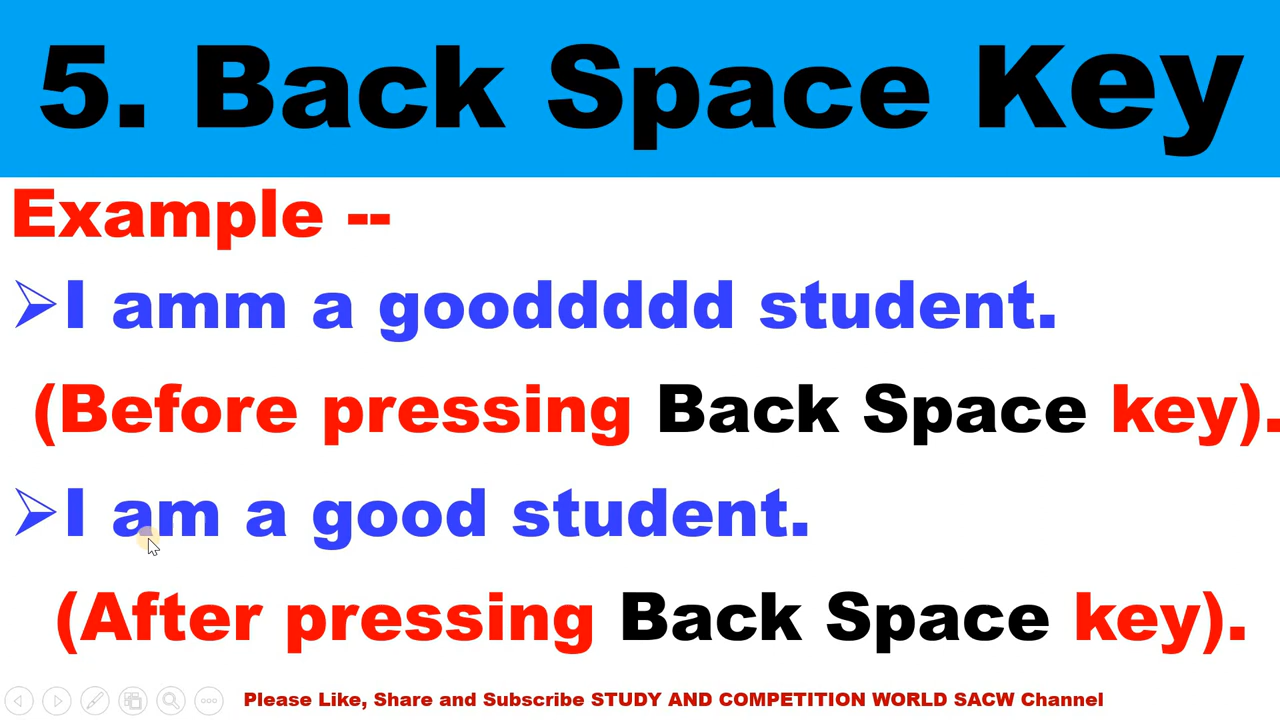 5. Back Space Key
Example --
➢I amm a gooddddd student.
(Before pressing Back Space key).
➢I am a good student.
(After pressing Back Space key).
Please Like, Share and Subscribe STUDY AND COMPETITION WORLD SACW Channel